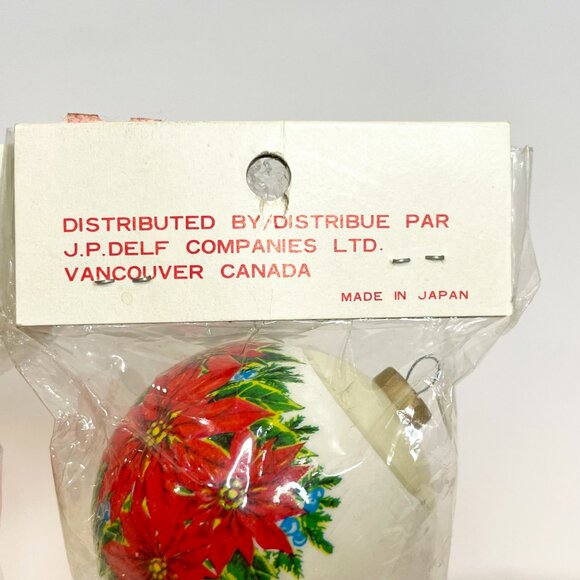 DISTRIBUTED BY/DISTRIBUE PAR
J.P.DELF COMPANIES LTD.
VANCOUVER CANADA
MADE IN JAPAN